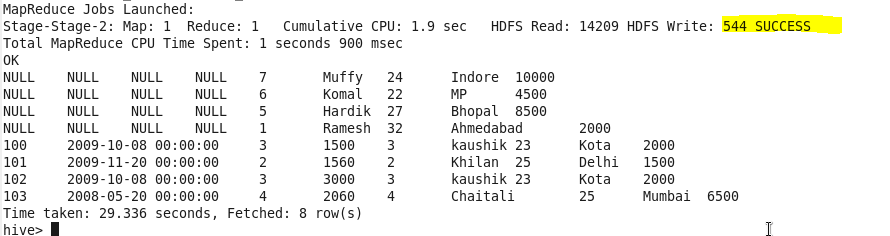 MapReduce Jobs Launched:
Stage-Stage-2: Map: 1  Reduce: 1   Cumulative CPU: 1.9 sec   HDFS Read: 14209 HDFS Write: 544 SUCCESS
Total MapReduce CPU Time Spent: 1 seconds 900 msec
OK
NULL    NULL    NULL    NULL    7       Muffy   24      Indore  10000
NULL    NULL    NULL    NULL    6       Komal   22      MP      4500
NULL    NULL    NULL    NULL    5       Hardik  27      Bhopal  8500
NULL    NULL    NULL    NULL    1       Ramesh  32      Ahmedabad       2000
100     2009-10-08 00:00:00     3       1500    3       kaushik 23      Kota    2000
101     2009-11-20 00:00:00     2       1560    2       Khilan  25      Delhi   1500
102     2009-10-08 00:00:00     3       3000    3       kaushik 23      Kota    2000
103     2008-05-20 00:00:00     4       2060    4       Chaitali        25      Mumbai  6500
Time taken: 29.336 seconds, Fetched: 8 row(s)
hive>